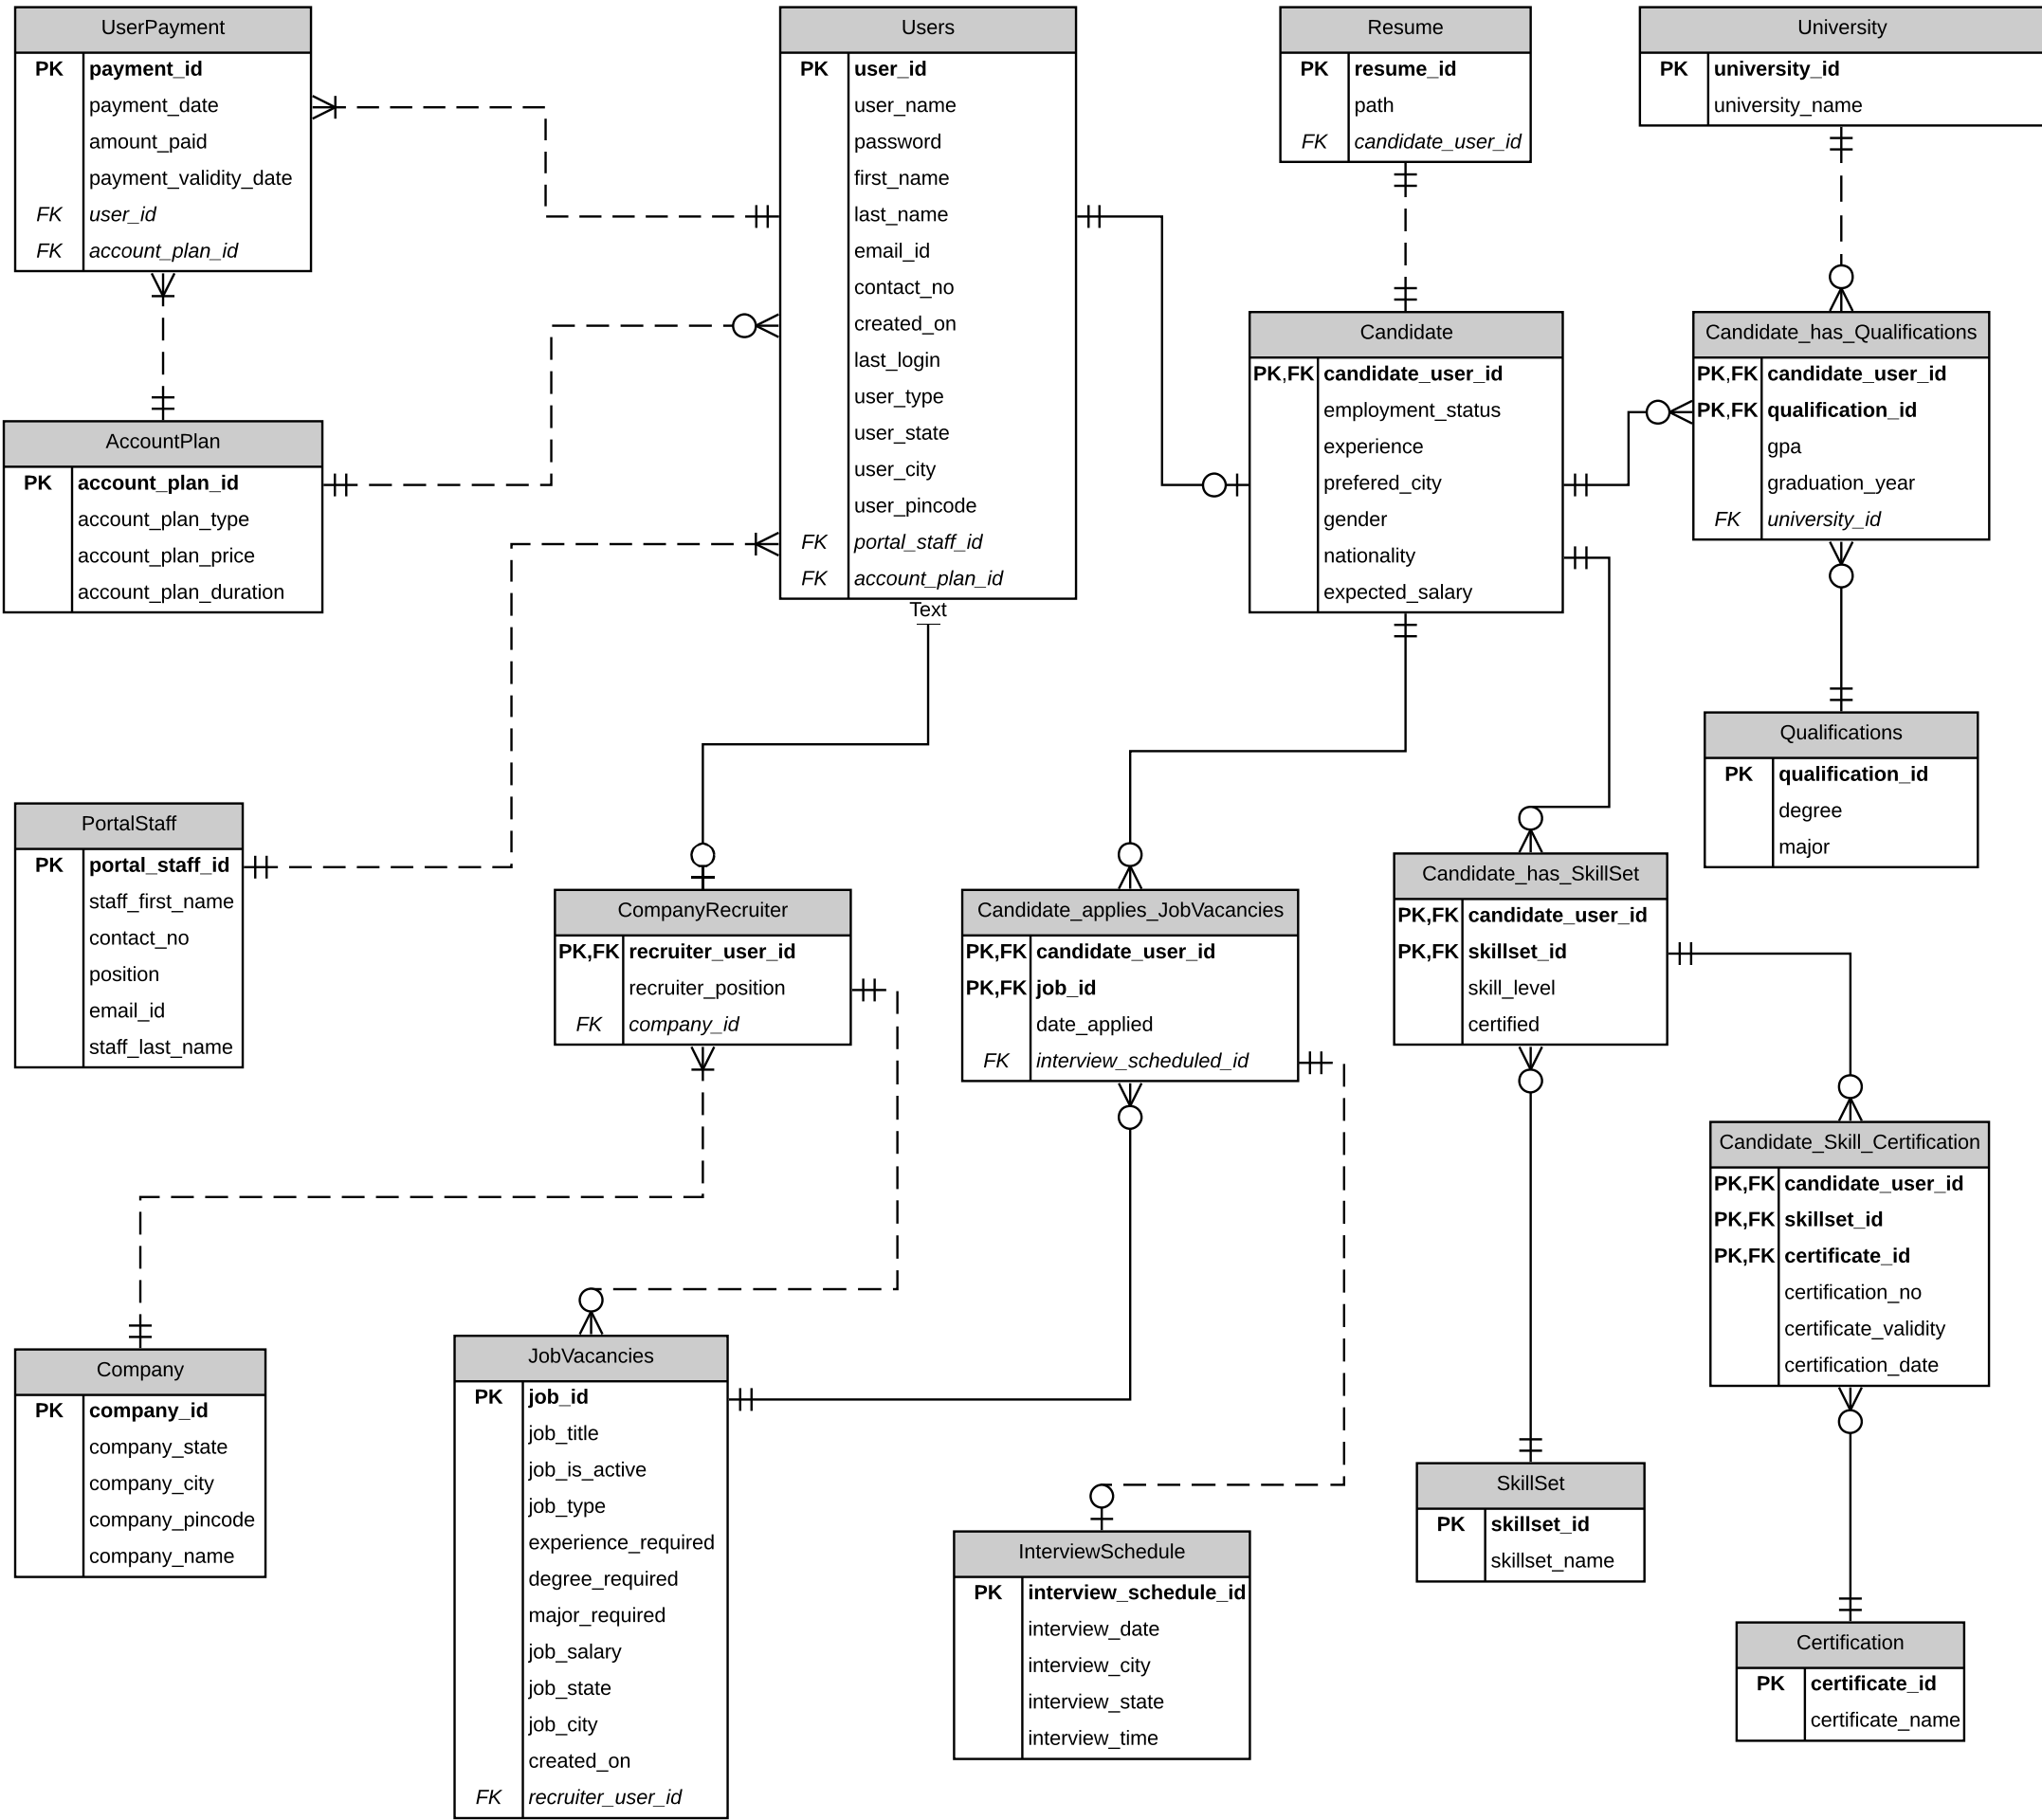 UserPayment
PK payment_id
payment_date
amount_paid
payment_validity_date
FK user_id
FK account_plan_id
Users
PK user_id
user_name
password
first_name
last_name
email_id
contact_no
created_on
last_login
user_type
user_state
user_city
user_pincode
FK portal_staff_id
FK account_plan_id
Text
Resume
PK resume_id
path
FK candidate_user_id
University
PK university_id
university_name
Candidate
PK,FK candidate_user_id
employment_status
experience
prefered_city
gender
nationality
expected_salary
Candidate_has_Qualifications
PK,FK candidate_user_id
PK,FK qualification_id
gpa
graduation_year
FK university_id
AccountPlan
PK account_plan_id
account_plan_type
account_plan_price
account_plan_duration
Qualifications
PK qualification_id
degree
major
PortalStaff
PK portal_staff_id
staff_first_name
contact_no
position
email_id
staff_last_name
CompanyRecruiter
PK,FK recruiter_user_id
recruiter_position
FK company_id
Candidate_applies_JobVacancies
PK,FK candidate_user_id
PK,FK job_id
date_applied
FK interview_scheduled_id
Candidate_has_SkillSet
PK,FK candidate_user_id
PK,FK skillset_id
skill_level
certified
Candidate_Skill_Certification
PK,FK candidate_user_id
PK,FK skillset_id
PK,FK certificate_id
certification_no
certificate_validity
certification_date
Company
PK company_id
company_state
company_city
company_pincode
company_name
JobVacancies
PK job_id
job_title
job_is_active
job_type
experience_required
degree_required
major_required
job_salary
job_state
job_city
created_on
FK recruiter_user_id
InterviewSchedule
PK interview_schedule_id
interview_date
interview_city
interview_state
interview_time
SkillSet
PK skillset_id
skillset_name
Certification
PK certificate_id
certificate_name